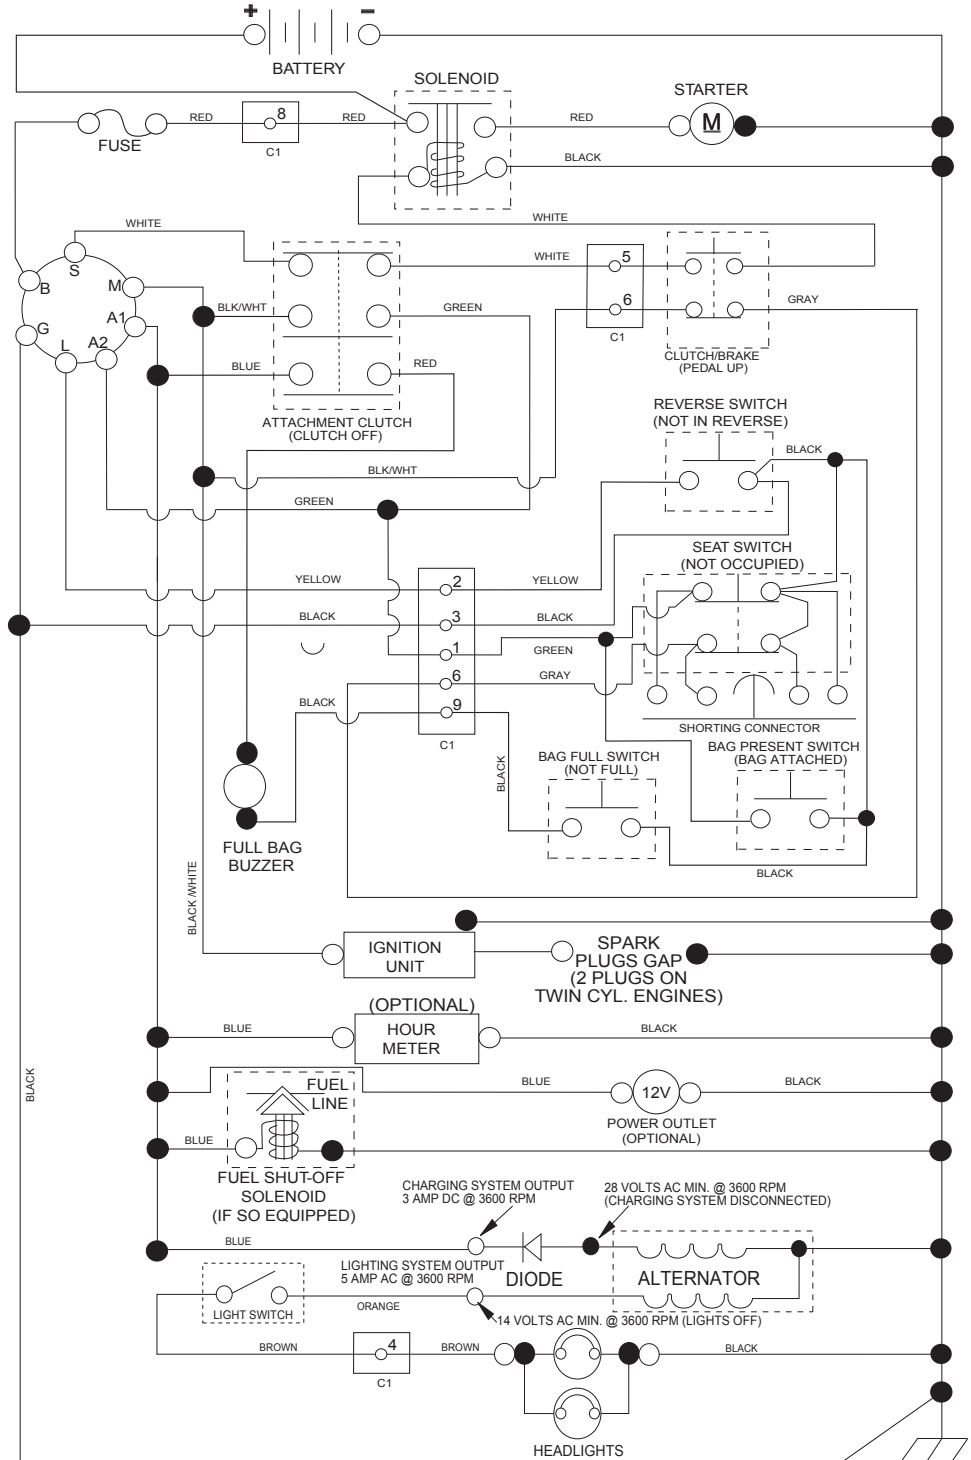 + −
BATTERY
SOLENOID
STARTER
RED
8
RED
RED
M
FUSE
C1
BLACK
WHITE
WHITE
S
WHITE
5
B
M
BLK/WHT
GREEN
6
GRAY
G
A1
C1
L
A2
BLUE
RED
CLUTCH/BRAKE
(PEDAL UP)
ATTACHMENT CLUTCH
(CLUTCH OFF)
REVERSE SWITCH
(NOT IN REVERSE)
BLACK
BLK/WHT
GREEN
SEAT SWITCH
(NOT OCCUPIED)
YELLOW
2
YELLOW
BLACK
3
BLACK
1
GREEN
6
GRAY
BLACK
9
SHORTING CONNECTOR
C1
BLACK
BAG FULL SWITCH
(NOT FULL)
BAG PRESENT SWITCH
(BAG ATTACHED)
FULL BAG
BUZZER
BLACK
BLACK /WHITE
IGNITION
UNIT
SPARK
PLUGS GAP
(2 PLUGS ON
TWIN CYL. ENGINES)
(OPTIONAL)
BLUE
HOUR
METER
BLACK
BLACK
FUEL
LINE
BLUE
12V
BLACK
POWER OUTLET
(OPTIONAL)
BLUE
FUEL SHUT-OFF
SOLENOID
(IF SO EQUIPPED)
CHARGING SYSTEM OUTPUT
3 AMP DC @ 3600 RPM
28 VOLTS AC MIN. @ 3600 RPM
(CHARGING SYSTEM DISCONNECTED)
BLUE
LIGHTING SYSTEM OUTPUT
5 AMP AC @ 3600 RPM
DIODE
ALTERNATOR
LIGHT SWITCH
ORANGE
14 VOLTS AC MIN. @ 3600 RPM (LIGHTS OFF)
BROWN
4
BROWN
BLACK
C1
HEADLIGHTS